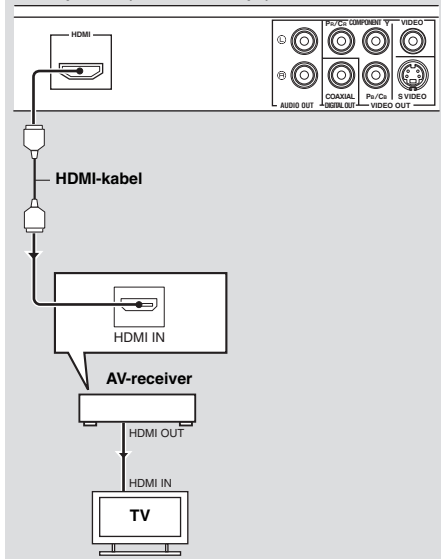 HDMI
PR/CR COMPONENT Y
VIDEO
L
R
COAXIAL
PB/CB
S VIDEO
AUDIO OUT
DIGITAL OUT
VIDEO OUT
HDMI-kabel
HDMI IN
AV-receiver
HDMI OUT
HDMI IN
TV